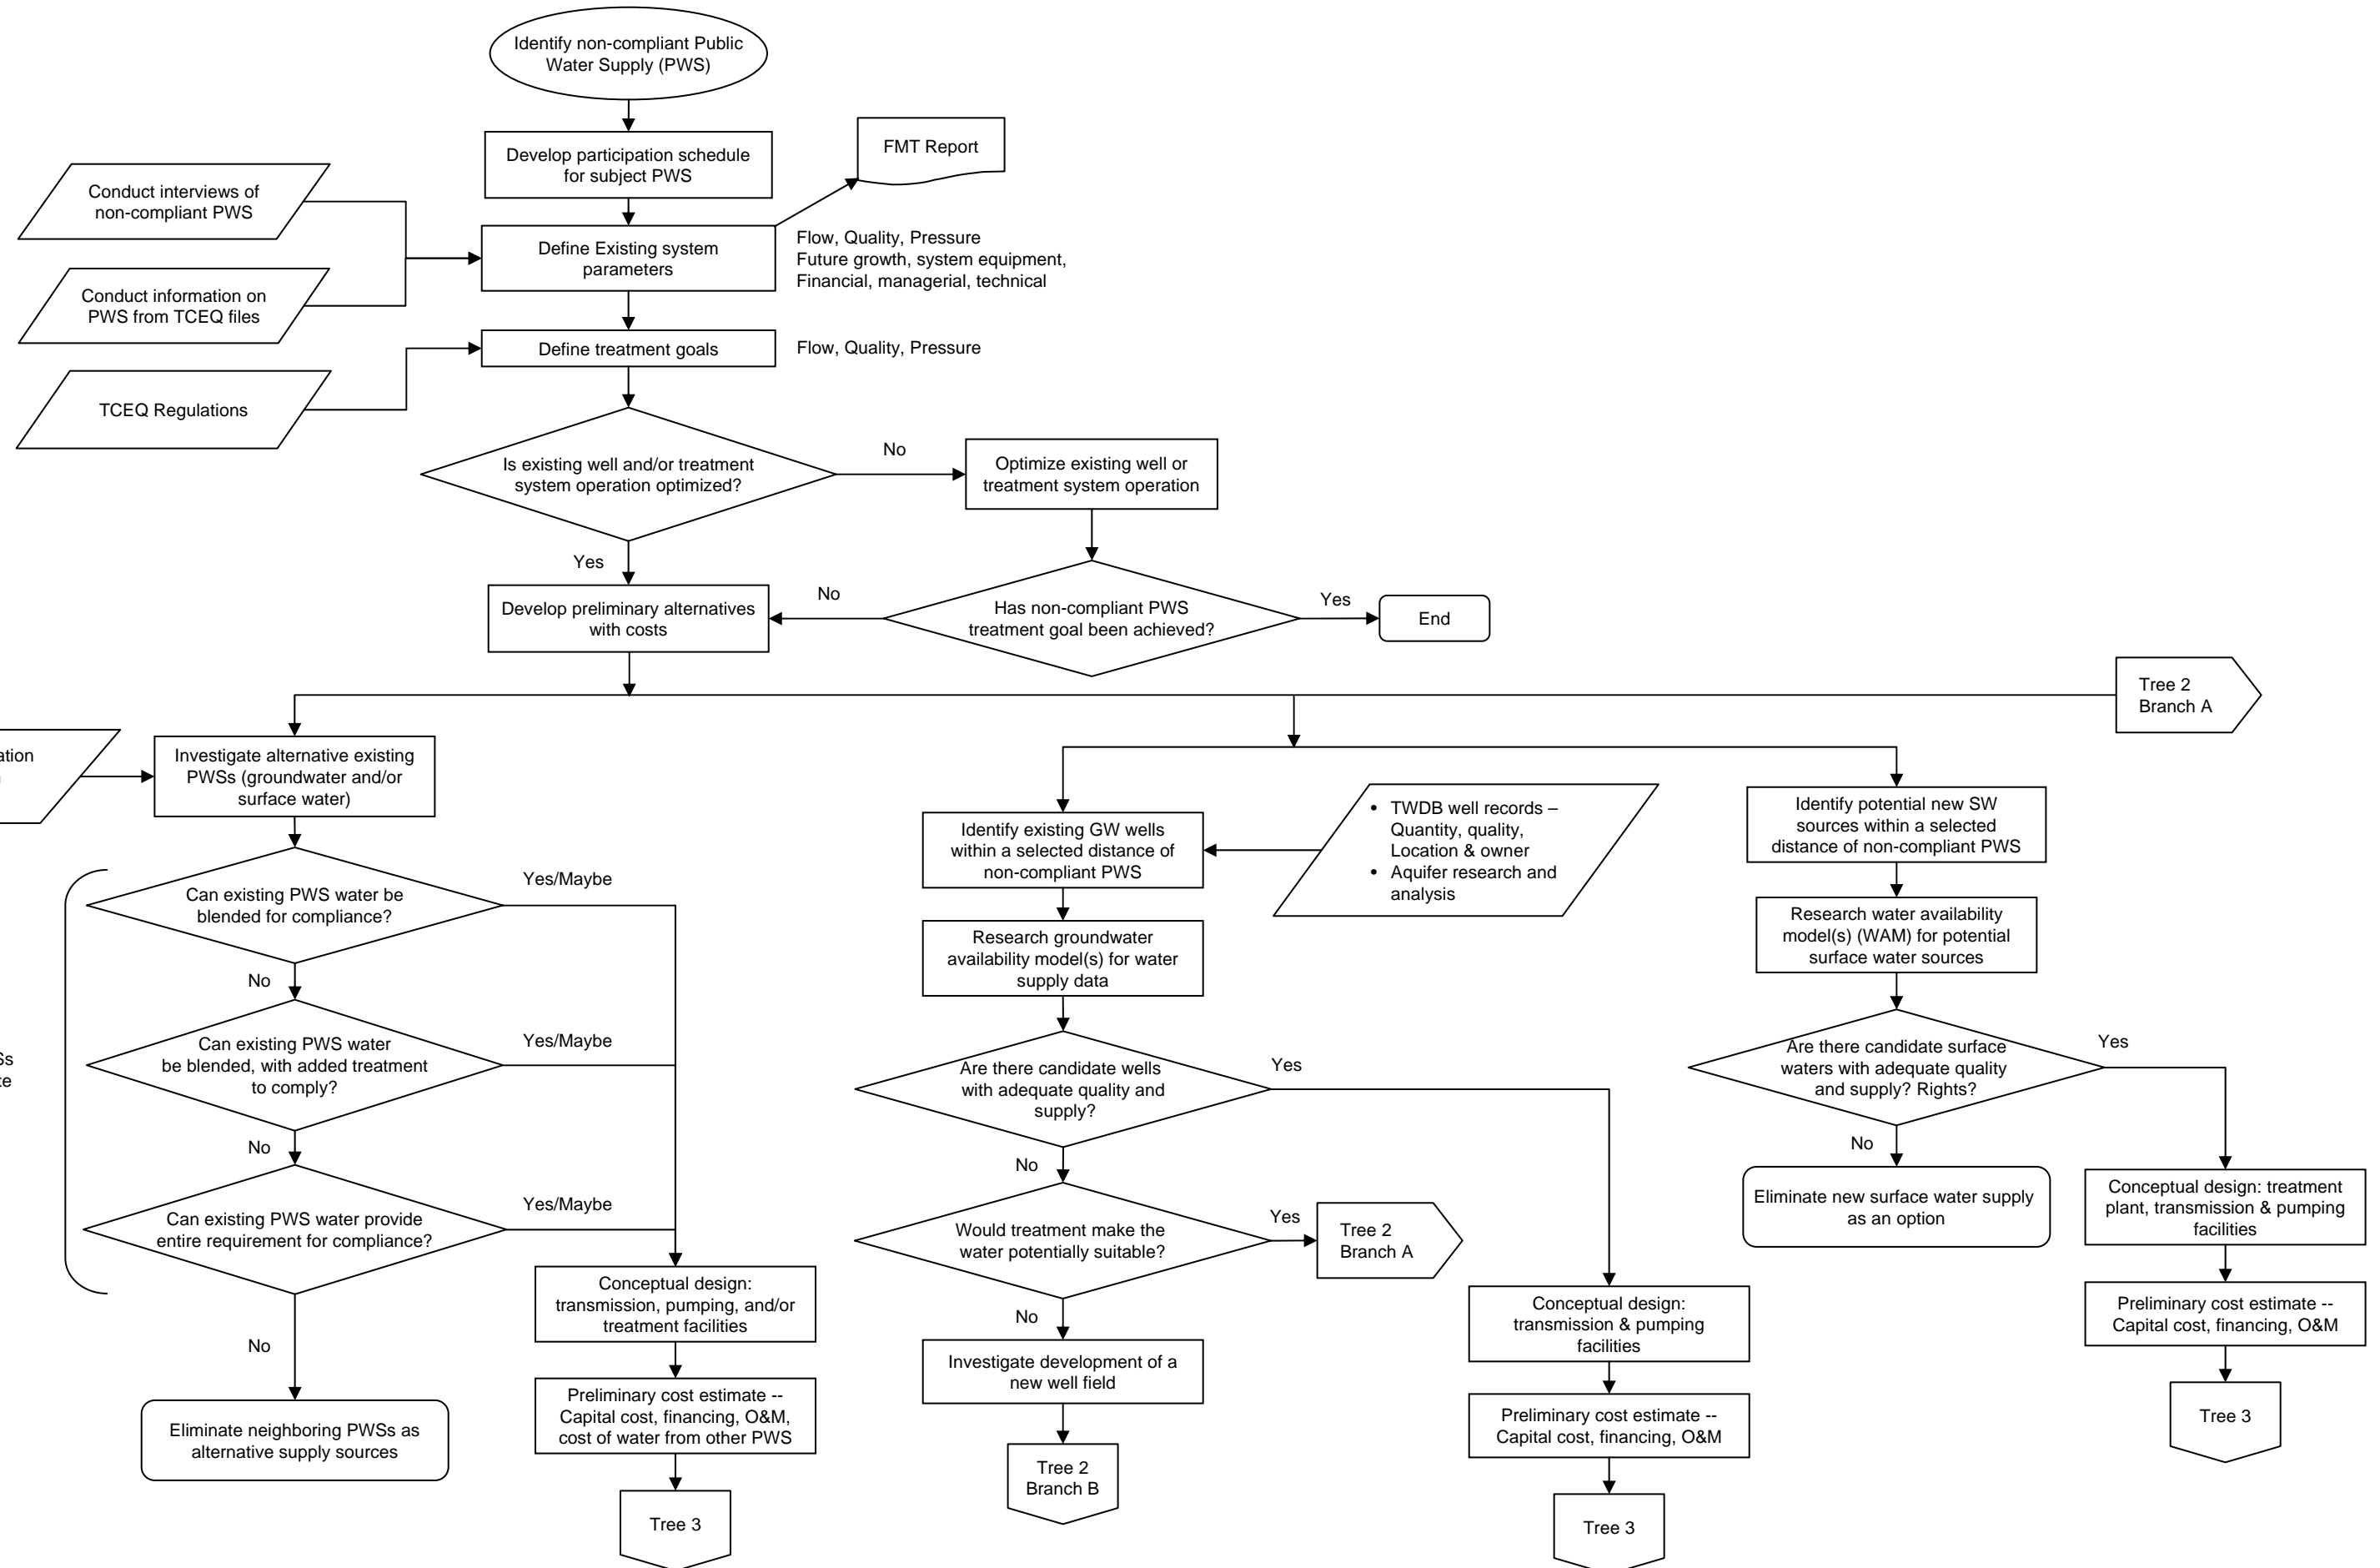 Identify non-compliant Public
Water Supply (PWS)
Develop participation schedule
for subject PWS
FMT Report
Conduct interviews of
non-compliant PWS
Define Existing system
parameters
Flow, Quality, Pressure
Future growth, system equipment,
Financial, managerial, technical
Conduct information on
PWS from TCEQ files
Define treatment goals
Flow, Quality, Pressure
TCEQ Regulations
Is existing well and/or treatment
system operation optimized?
No
Optimize existing well or
treatment system operation
Yes
Develop preliminary alternatives
with costs
No
Has non-compliant PWS
treatment goal been achieved?
Yes
End
Tree 2
Branch A
Investigate alternative existing
PWSs (groundwater and/or
surface water)
Can existing PWS water be
blended for compliance?
Yes/Maybe
No
Can existing PWS water
be blended, with added treatment
to comply?
Yes/Maybe
No
Can existing PWS water provide
entire requirement for compliance?
Yes/Maybe
No
Eliminate neighboring PWSs as
alternative supply sources
Conceptual design:
transmission, pumping, and/or
treatment facilities
Preliminary cost estimate --
Capital cost, financing, O&M,
cost of water from other PWS
Tree 3
Identify existing GW wells
within a selected distance of
non-compliant PWS
• TWDB well records –
Quantity, quality,
Location & owner
• Aquifer research and
analysis
Research groundwater
availability model(s) for water
supply data
Are there candidate wells
with adequate quality and
supply?
Yes
No
Would treatment make the
water potentially suitable?
Yes
Tree 2
Branch A
No
Investigate development of a
new well field
Tree 2
Branch B
Conceptual design:
transmission & pumping
facilities
Preliminary cost estimate --
Capital cost, financing, O&M
Tree 3
Identify potential new SW
sources within a selected
distance of non-compliant PWS
Research water availability
model(s) (WAM) for potential
surface water sources
Are there candidate surface
waters with adequate quality
and supply? Rights?
Yes
No
Eliminate new surface water supply
as an option
Conceptual design: treatment
plant, transmission & pumping
facilities
Preliminary cost estimate --
Capital cost, financing, O&M
Tree 3